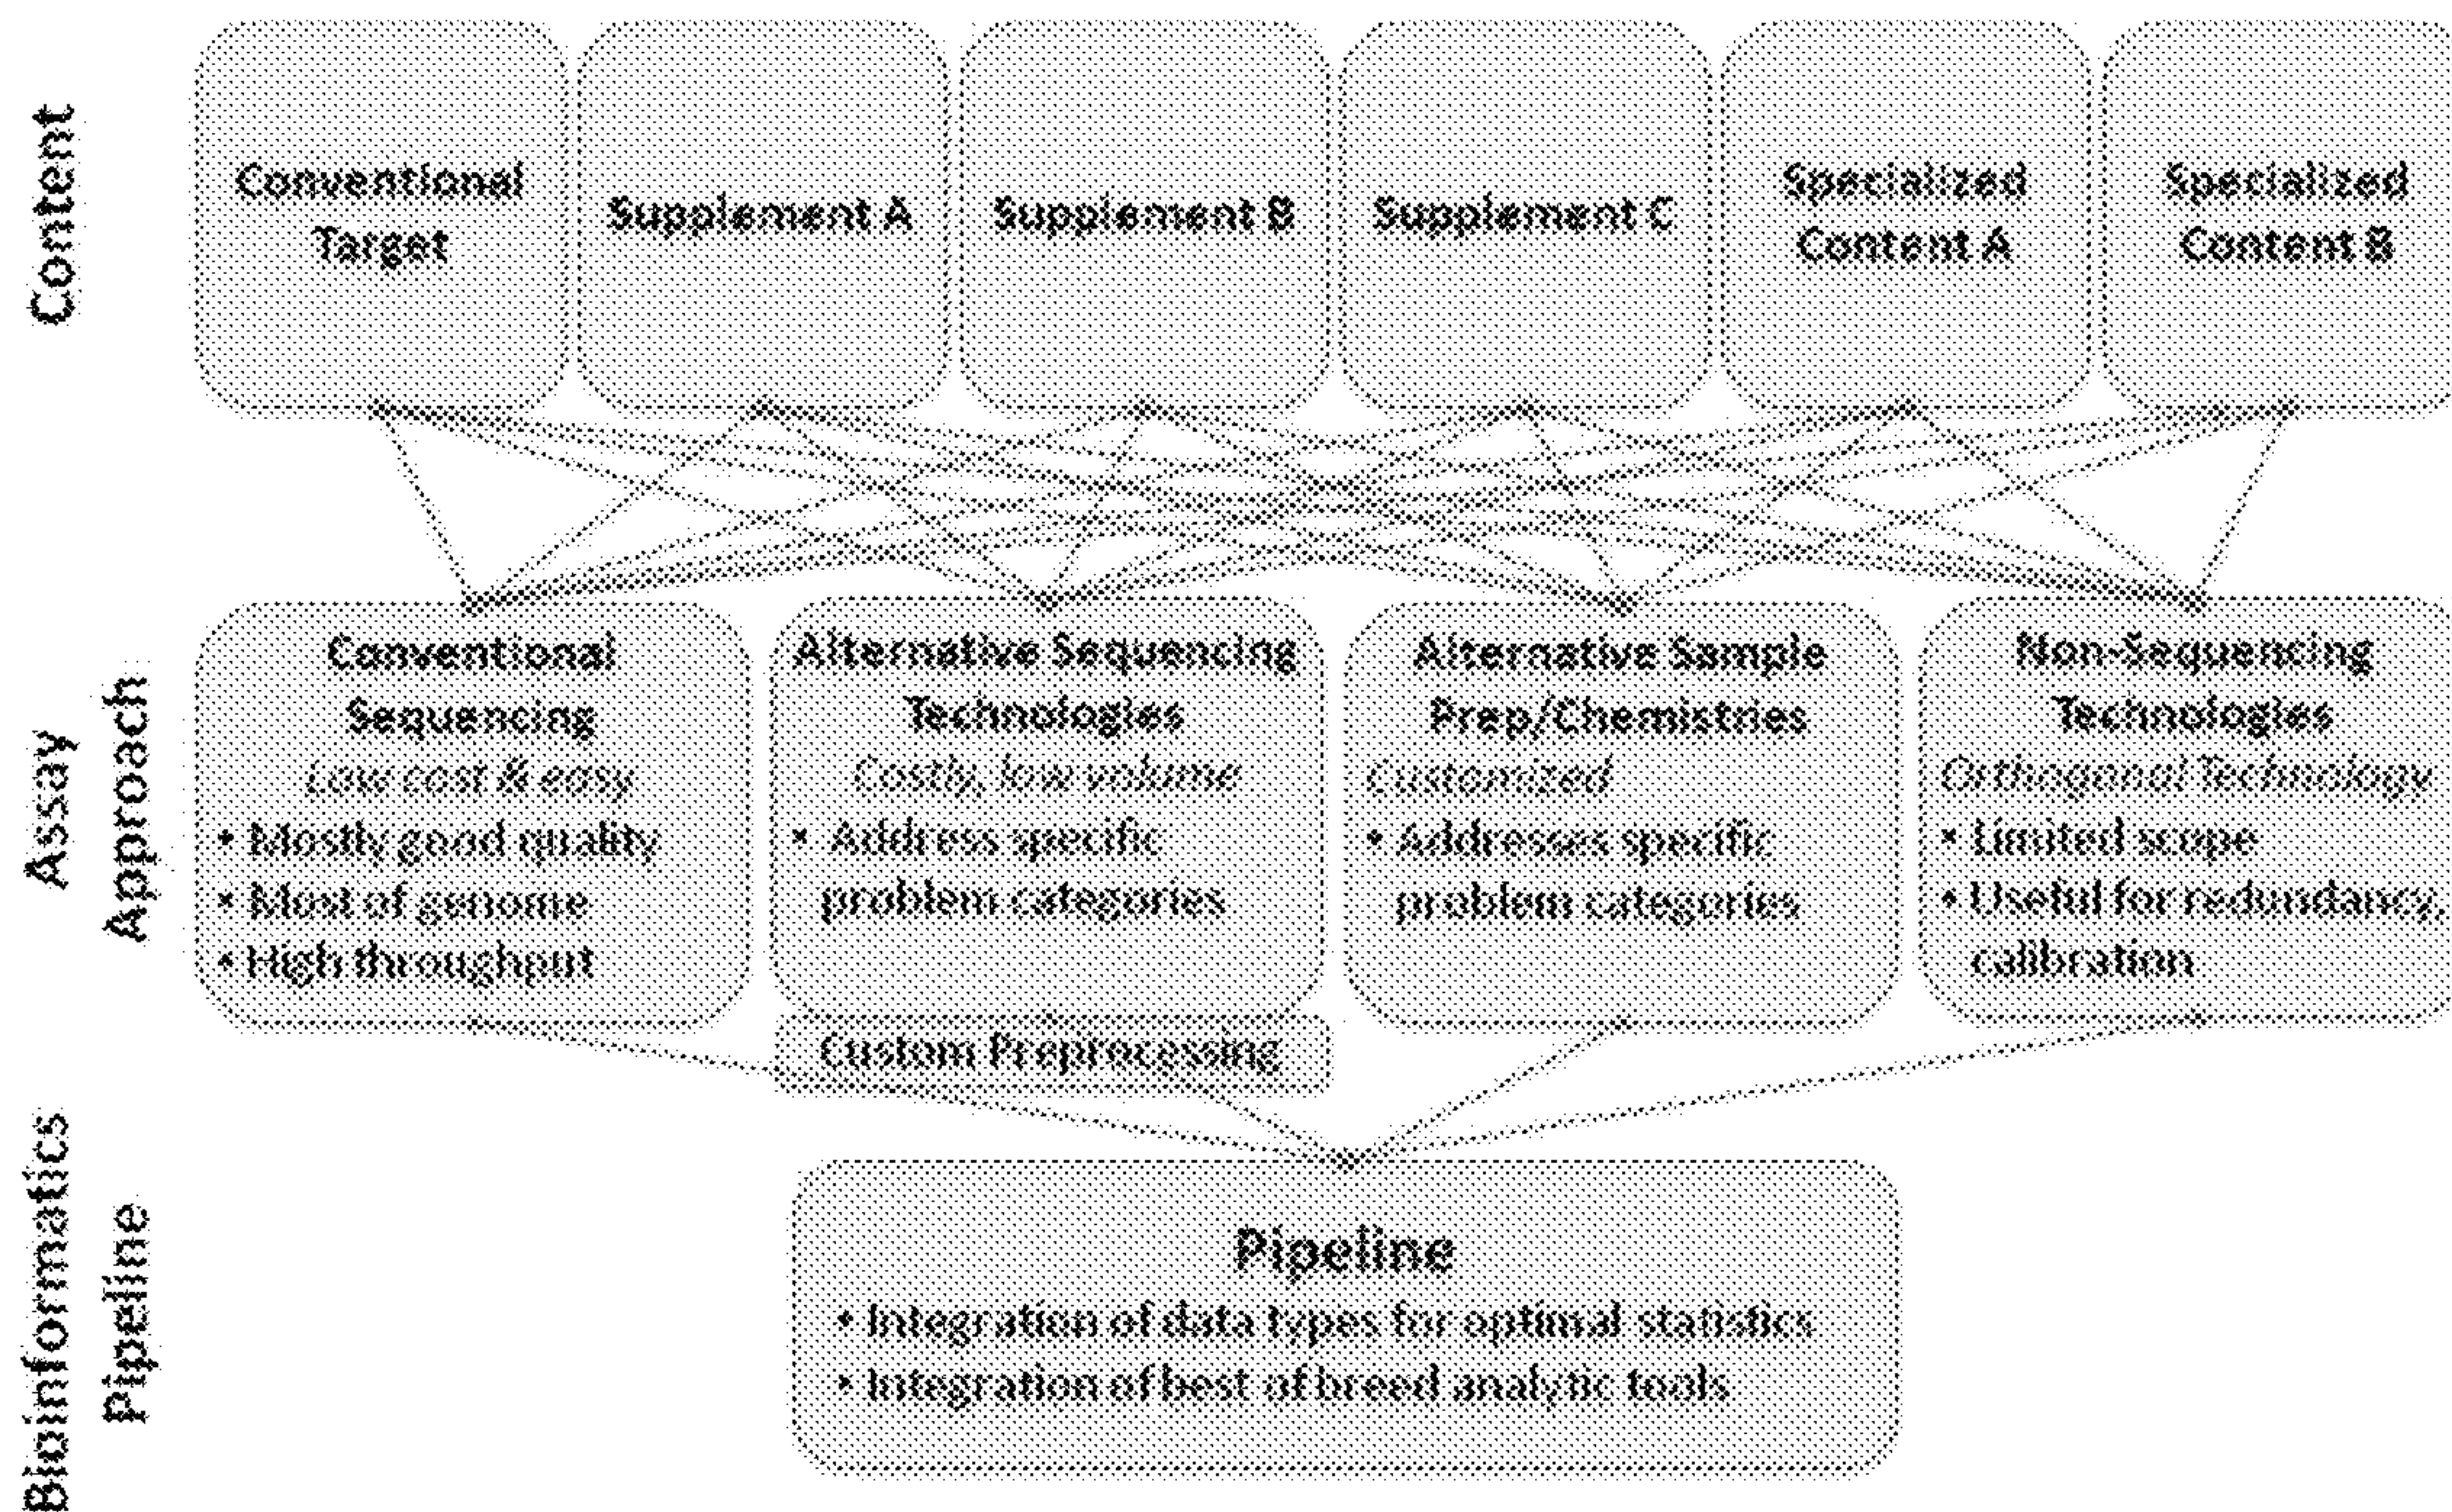 Content
Conventional
Target
Supplement A
Supplement B
Supplement C
Specialized
Content A
Specialized
Content B
Assay
Approach
Conventional
Sequencing
Low cost & easy
• Mostly good quality
• Most of genome
• High throughput
Alternative Sequencing
Technologies
Costly, low volume
• Address specific
problem categories
Custom Preprocessing
Alternative Sample
Prep/Chemistries
Customized
• Addresses specific
problem categories
Non-Sequencing
Technologies
Orthogonal Technology
• Limited scope
• Useful for redundancy,
calibration
Bioinformatics
Pipeline
Pipeline
• Integration of data types for optimal statistics
• Integration of best of breed analytic tools